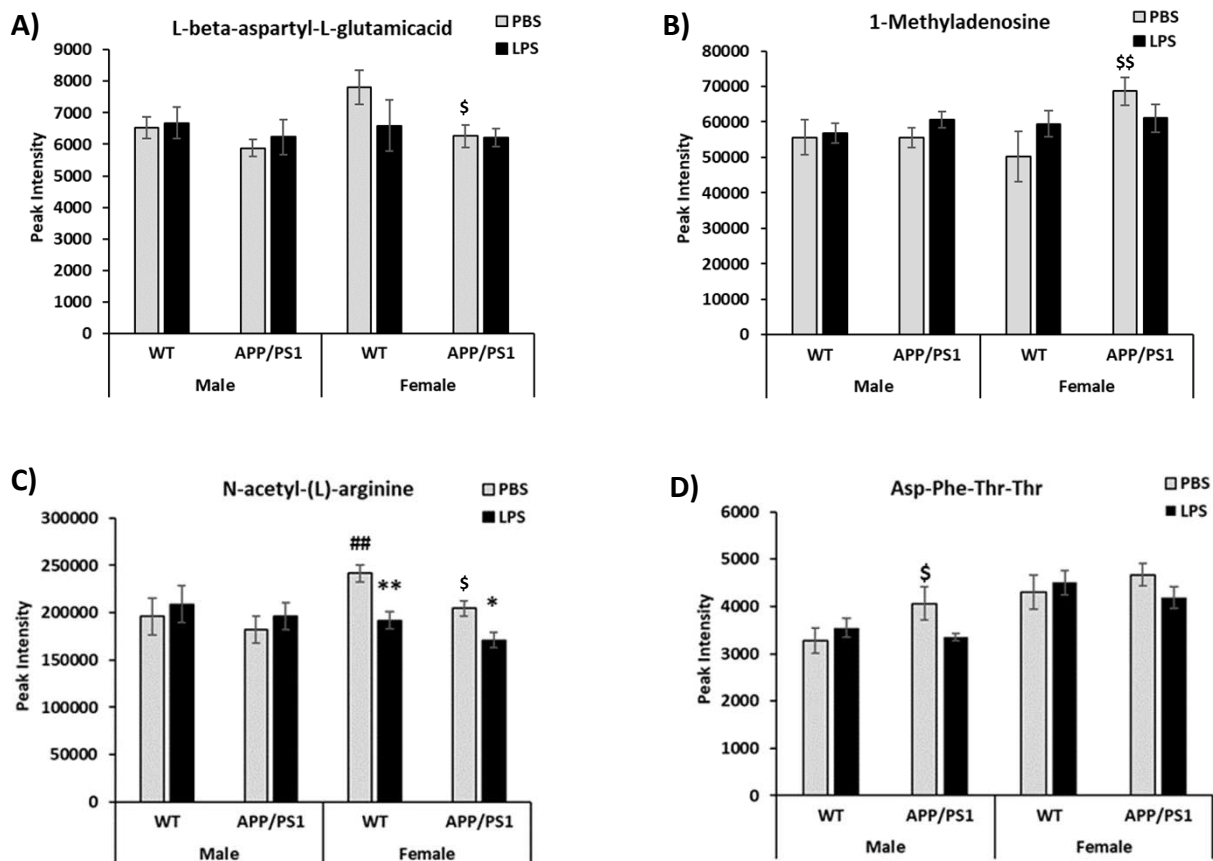 A)
L-beta-aspartyl-L-glutamicacid
PBS
LPS
9000
8000
7000
6000
5000
4000
3000
2000
1000
0
Peak Intensity
$
WT
APP/PS1
WT
APP/PS1
Male
Female
B)
1-Methyladenosine
PBS
LPS
80000
70000
60000
50000
40000
30000
20000
10000
0
Peak Intensity
$$
WT
APP/PS1
WT
APP/PS1
Male
Female
C)
N-acetyl-(L)-arginine
PBS
LPS
300000
250000
200000
150000
100000
50000
0
Peak Intensity
##
**
$
*
WT
APP/PS1
WT
APP/PS1
Male
Female
D)
Asp-Phe-Thr-Thr
PBS
LPS
6000
5000
4000
3000
2000
1000
0
Peak Intensity
$
WT
APP/PS1
WT
APP/PS1
Male
Female